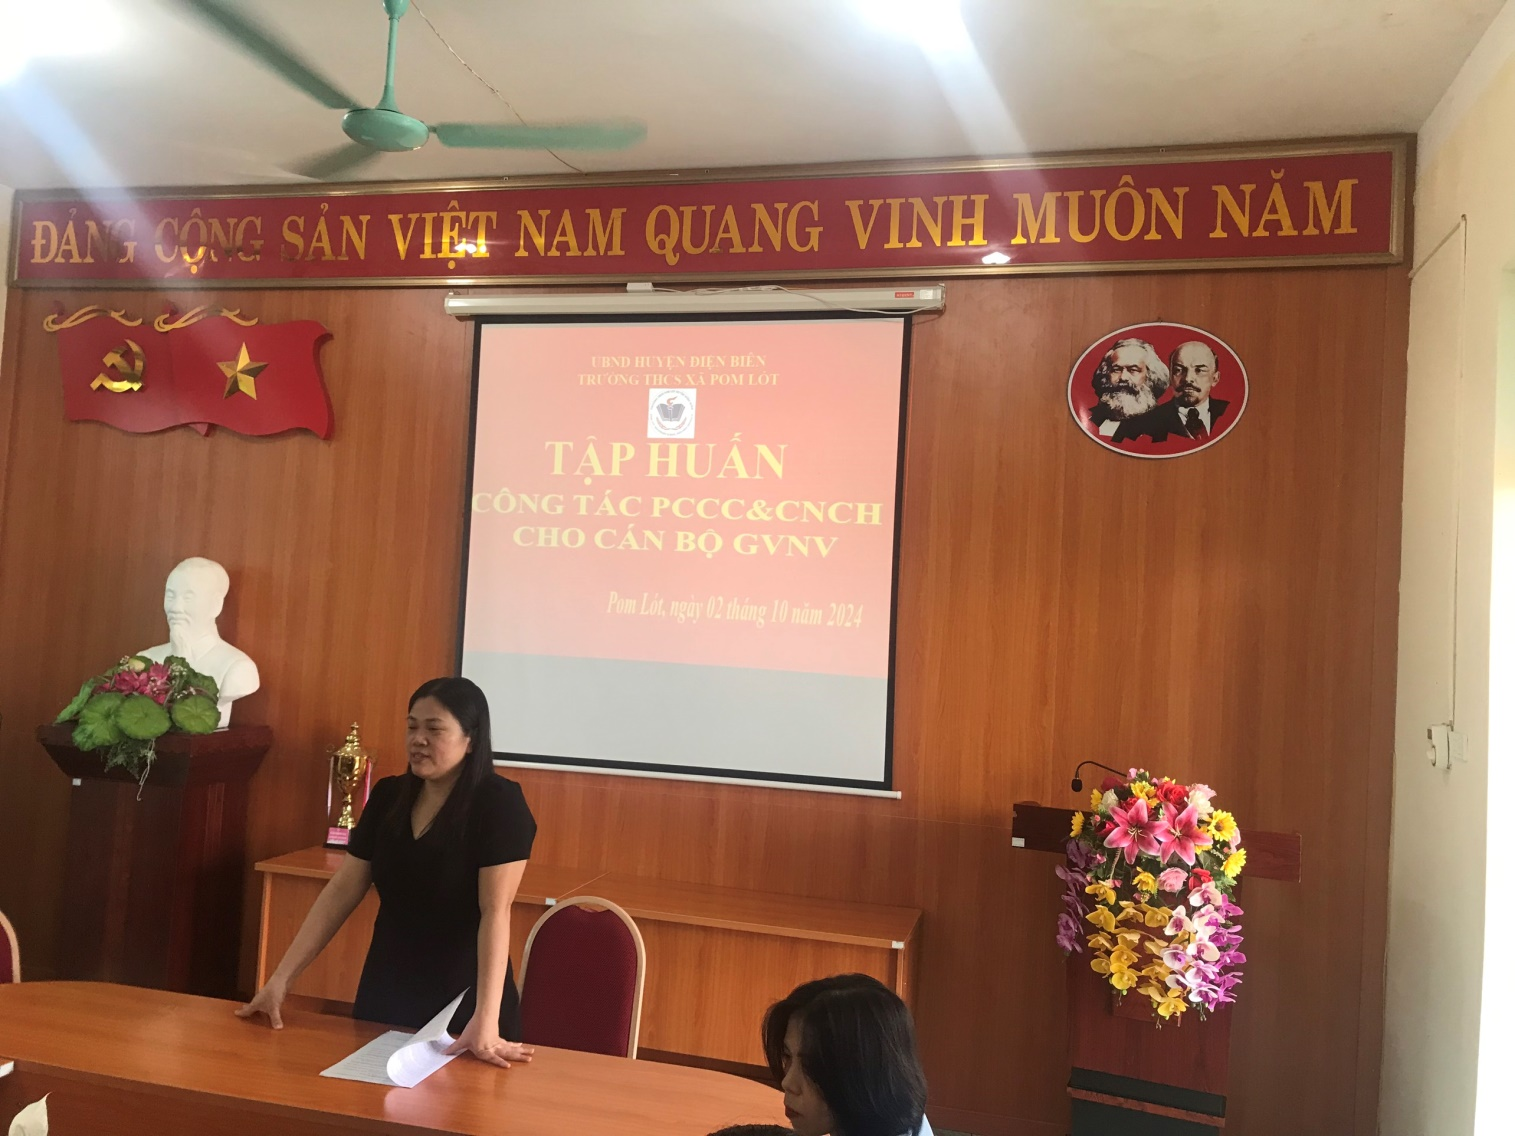 ĐẢNG CỘNG SẢN VIỆT NAM QUANG VINH MUÔN NĂM
UBND HUYỆN ĐIỆN BIÊN
TRƯỜNG THCS XÃ POM LÓT
TẬP HUẤN
CÔNG TÁC PCCC&CNCH
CHO CÁN BỘ GVNV
Pom Lót, ngày 02 tháng 10 năm 2024